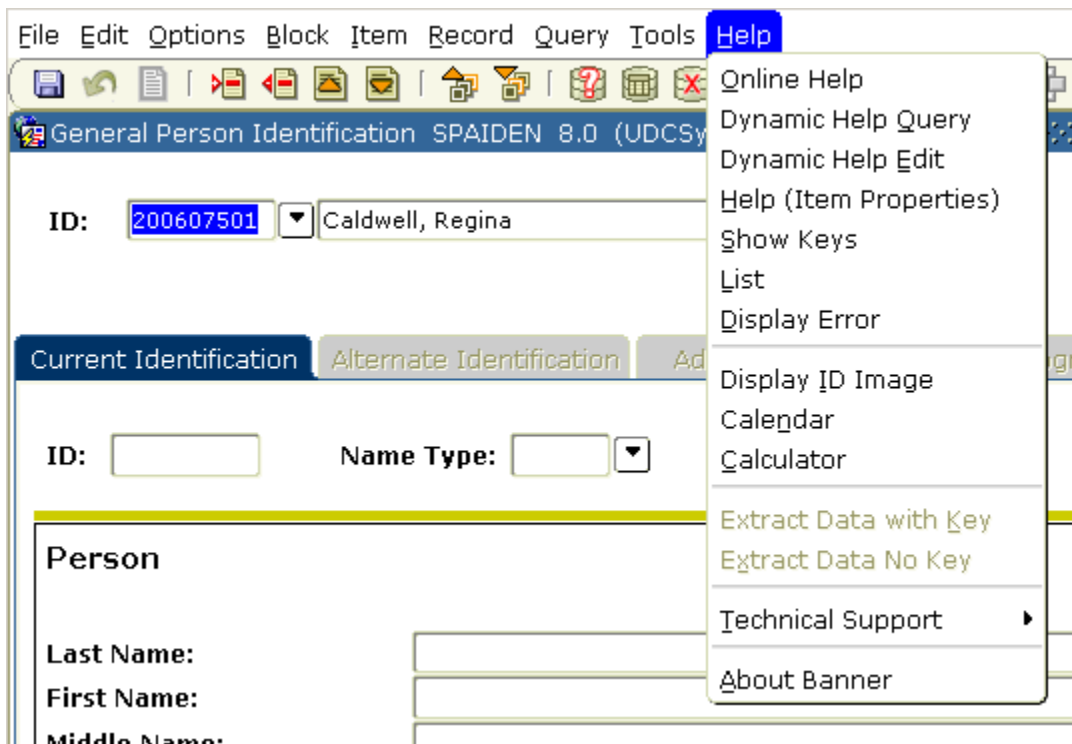 File Edit Options Block Item Record Query Tools Help
General Person Identification SPAIDEN 8.0 (UDCSy
ID: 200607501 Caldwell, Regina
Current Identification Alternate Identification Ad
ID: Name Type:
Person
Last Name:
First Name:
Middle Name:
Online Help
Dynamic Help Query
Dynamic Help Edit
Help (Item Properties)
Show Keys
List
Display Error
Display ID Image
Calendar
Calculator
Extract Data with Key
Extract Data No Key
Technical Support
About Banner